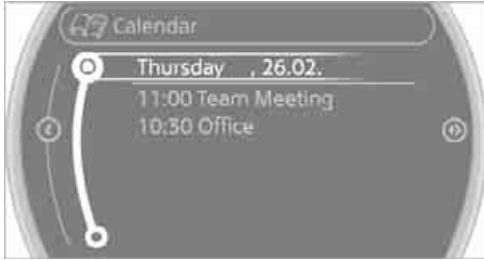 Calendar
Thursday , 26.02.
11:00 Team Meeting
10:30 Office